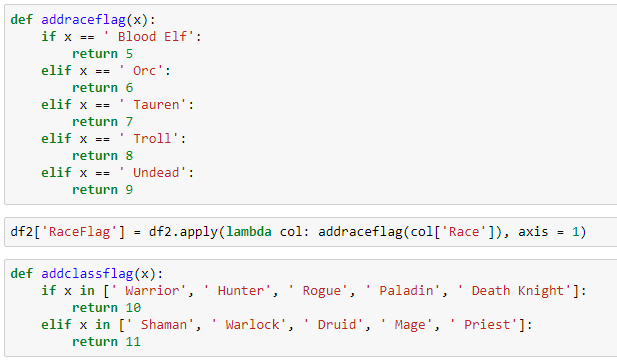 def addraceflag(x):
    if x == ' Blood Elf':
        return 5
    elif x == ' Orc':
        return 6
    elif x == ' Tauren':
        return 7
    elif x == ' Troll':
        return 8
    elif x == ' Undead':
        return 9
df2['RaceFlag'] = df2.apply(lambda col: addraceflag(col['Race']), axis = 1)
def addclassflag(x):
    if x in [' Warrior', ' Hunter', ' Rogue', ' Paladin', ' Death Knight']:
        return 10
    elif x in [' Shaman', ' Warlock', ' Druid', ' Mage', ' Priest']:
        return 11